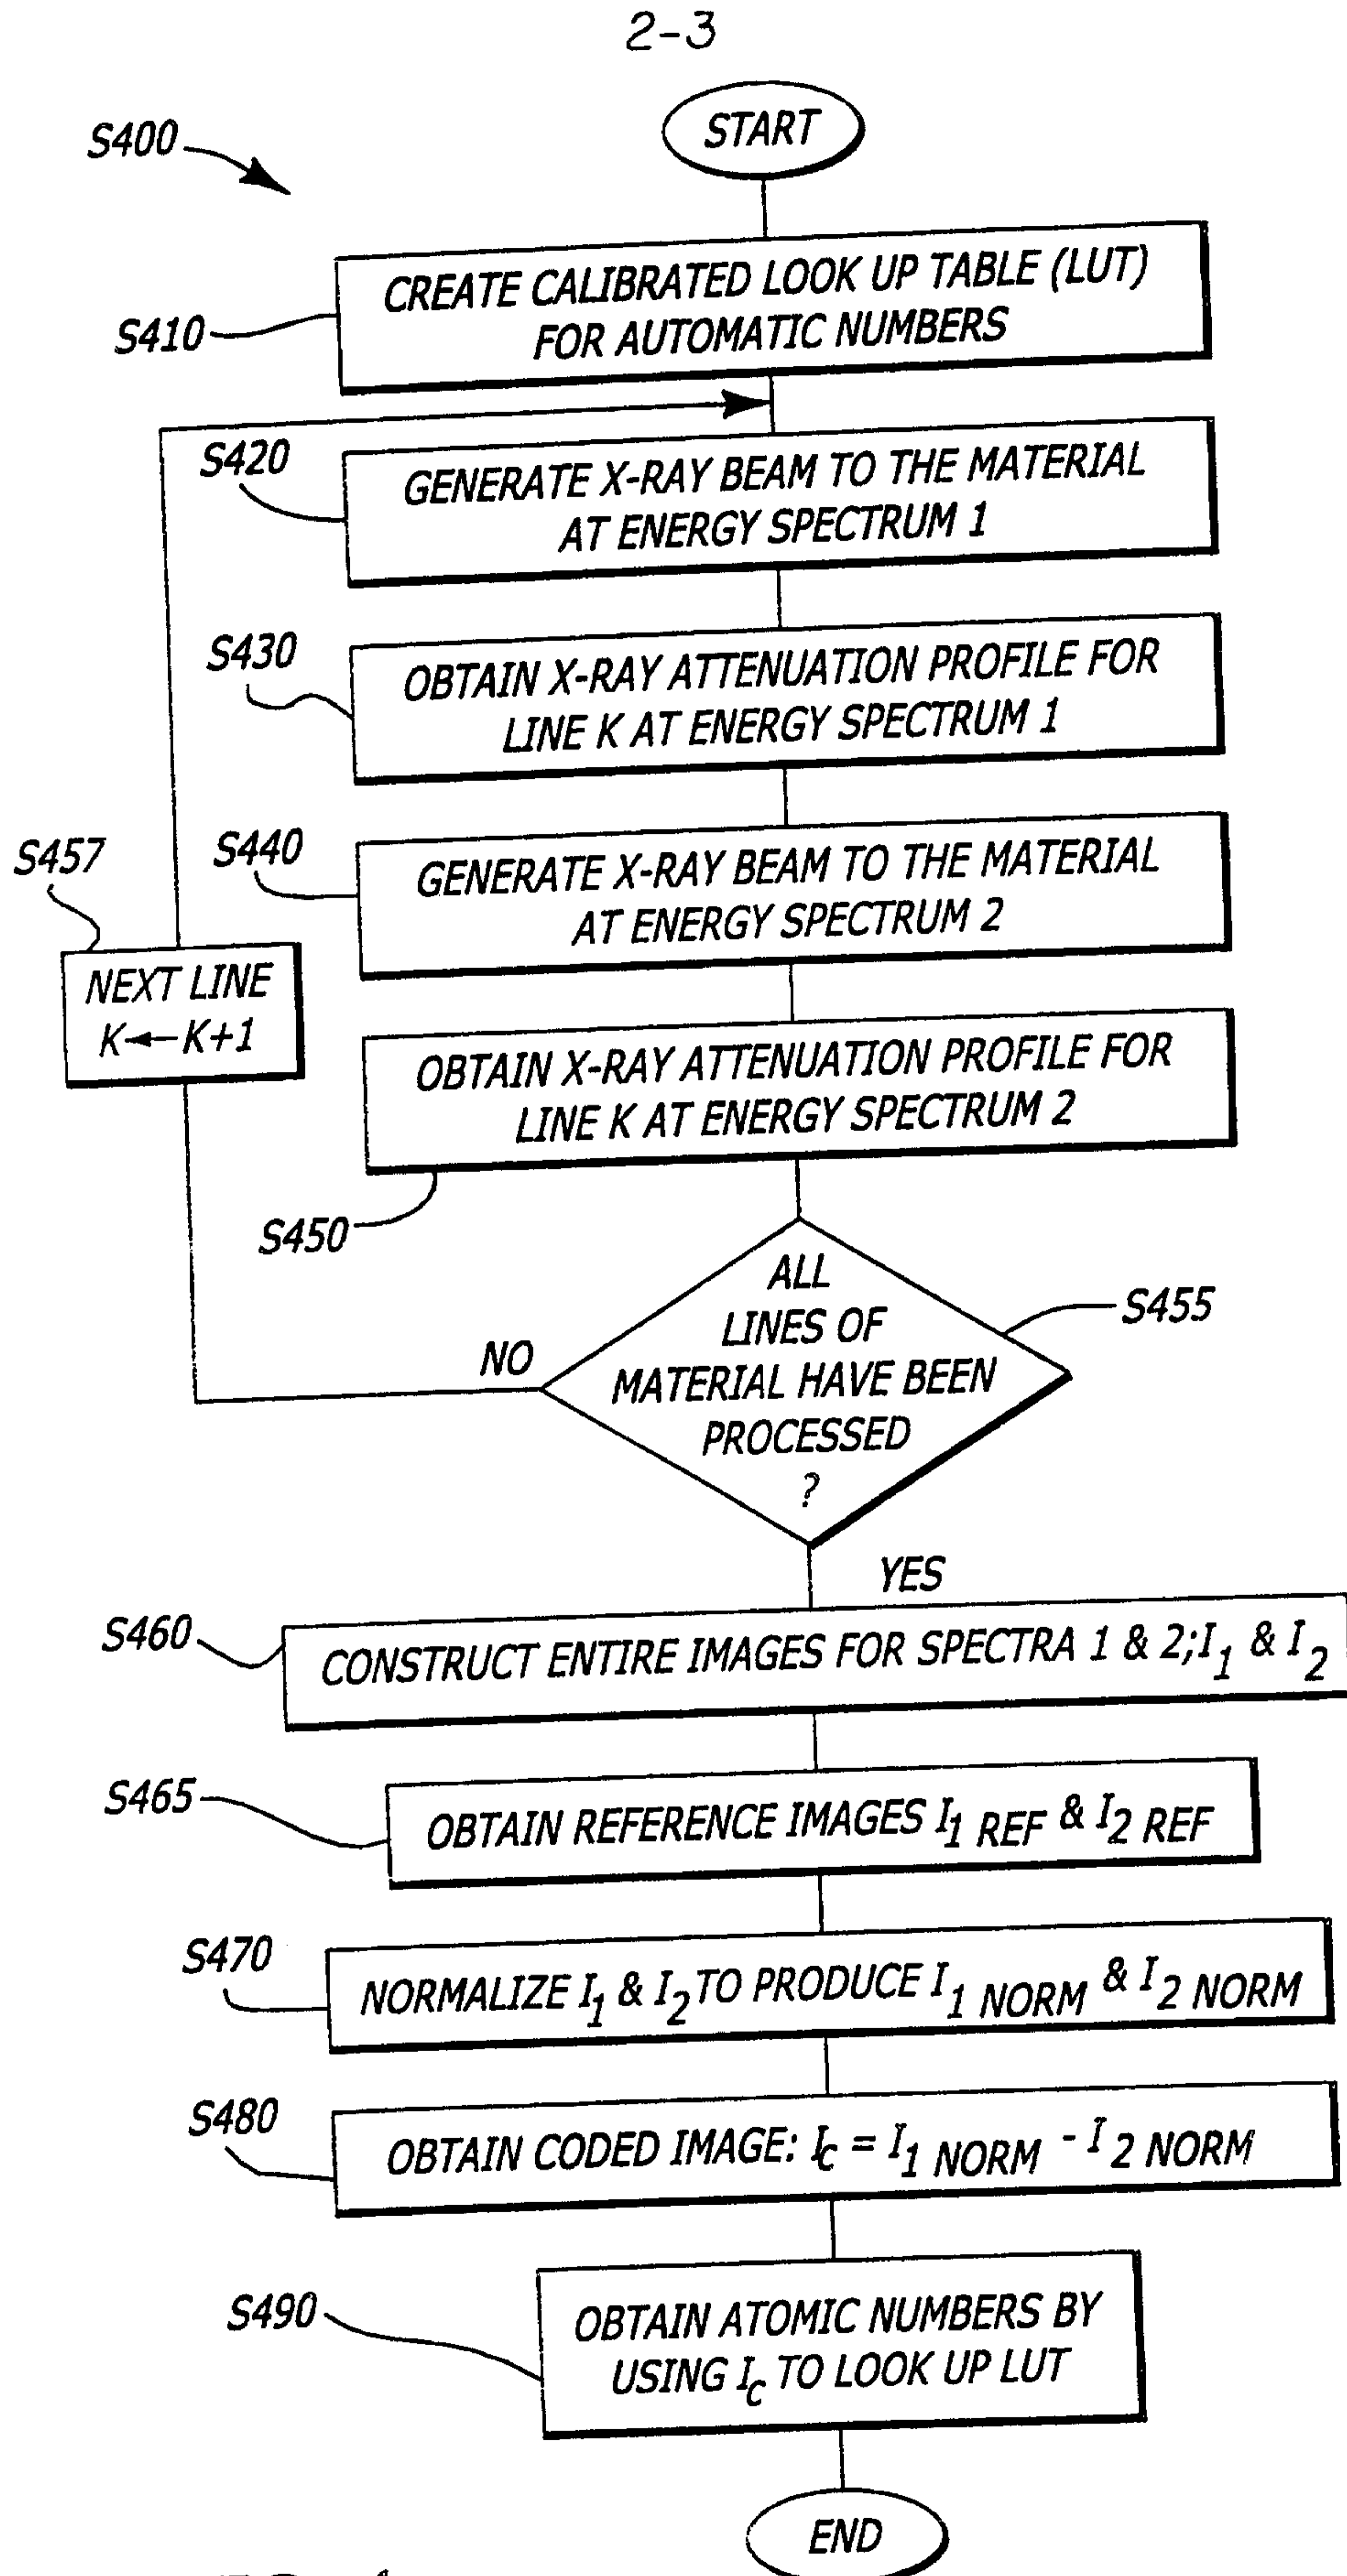 2-3
START
S400
CREATE CALIBRATED LOOK UP TABLE (LUT)
FOR AUTOMATIC NUMBERS
S410
S420
GENERATE X-RAY BEAM TO THE MATERIAL
AT ENERGY SPECTRUM 1
S430
OBTAIN X-RAY ATTENUATION PROFILE FOR
LINE K AT ENERGY SPECTRUM 1
S457
S440
GENERATE X-RAY BEAM TO THE MATERIAL
AT ENERGY SPECTRUM 2
NEXT LINE
K←K+1
OBTAIN X-RAY ATTENUATION PROFILE FOR
LINE K AT ENERGY SPECTRUM 2
S450
ALL
LINES OF
MATERIAL HAVE BEEN
PROCESSED
?
S455
NO
YES
S460
CONSTRUCT ENTIRE IMAGES FOR SPECTRA 1 & 2;I1 & I2
S465
OBTAIN REFERENCE IMAGES I1 REF & I2 REF
S470
NORMALIZE I1 & I2 TO PRODUCE I1 NORM & I2 NORM
S480
OBTAIN CODED IMAGE: Ic = I1 NORM - I2 NORM
S490
OBTAIN ATOMIC NUMBERS BY
USING Ic TO LOOK UP LUT
END